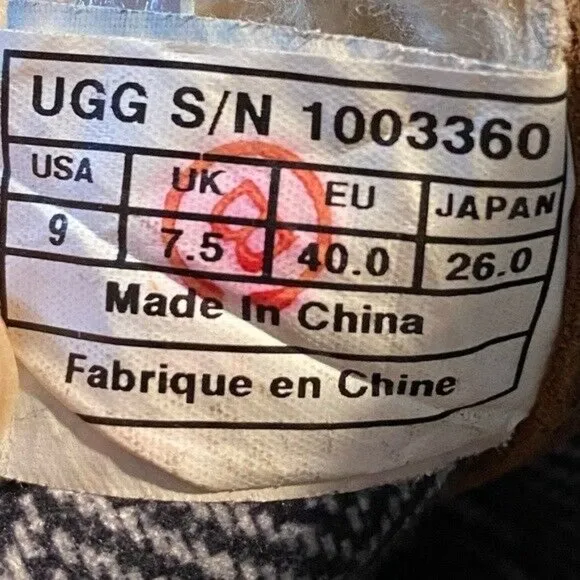 UGG S/N 1003360
USA UK EU JAPAN
9 7.5 40.0 26.0
Made In China
Fabrique en Chine